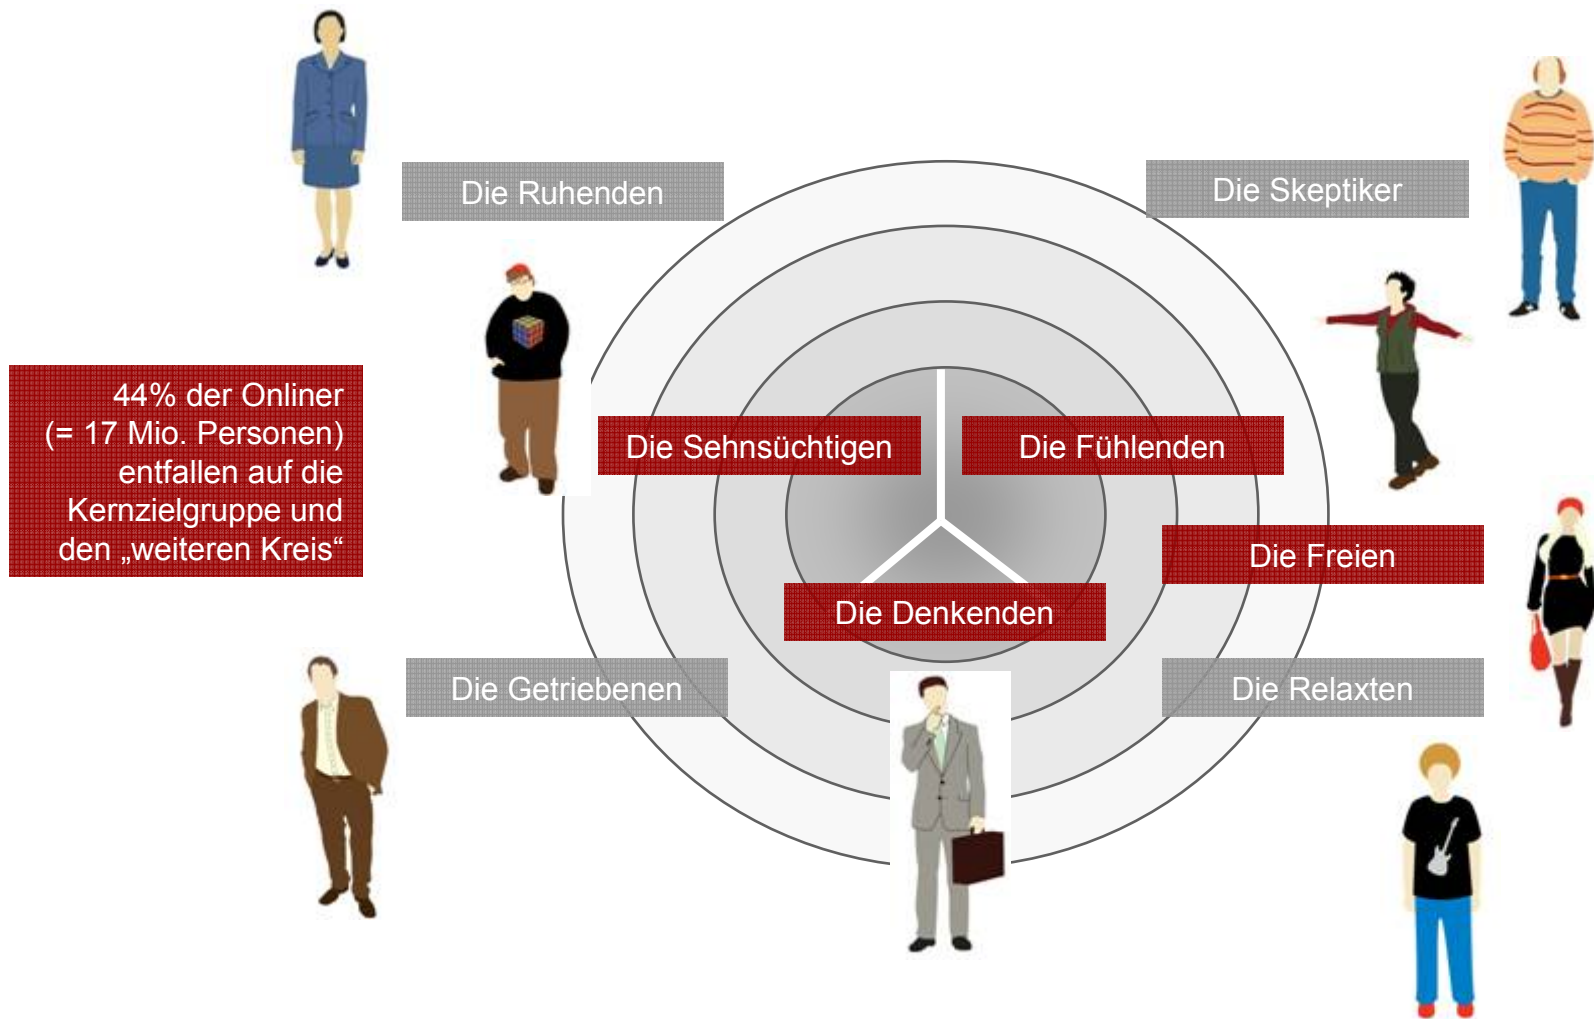 Die Ruhenden
Die Skeptiker
44% der Onliner
(= 17 Mio. Personen)
entfallen auf die
Kernzielgruppe und
den „weiteren Kreis“
Die Sehnsüchtigen
Die Fühlenden
Die Freien
Die Denkenden
Die Getriebenen
Die Relaxten